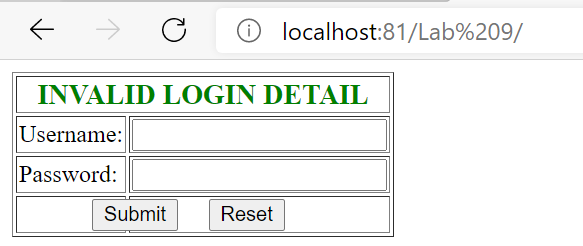 localhost:81/Lab%209/
INVALID LOGIN DETAIL
Username:
Password:
Submit Reset